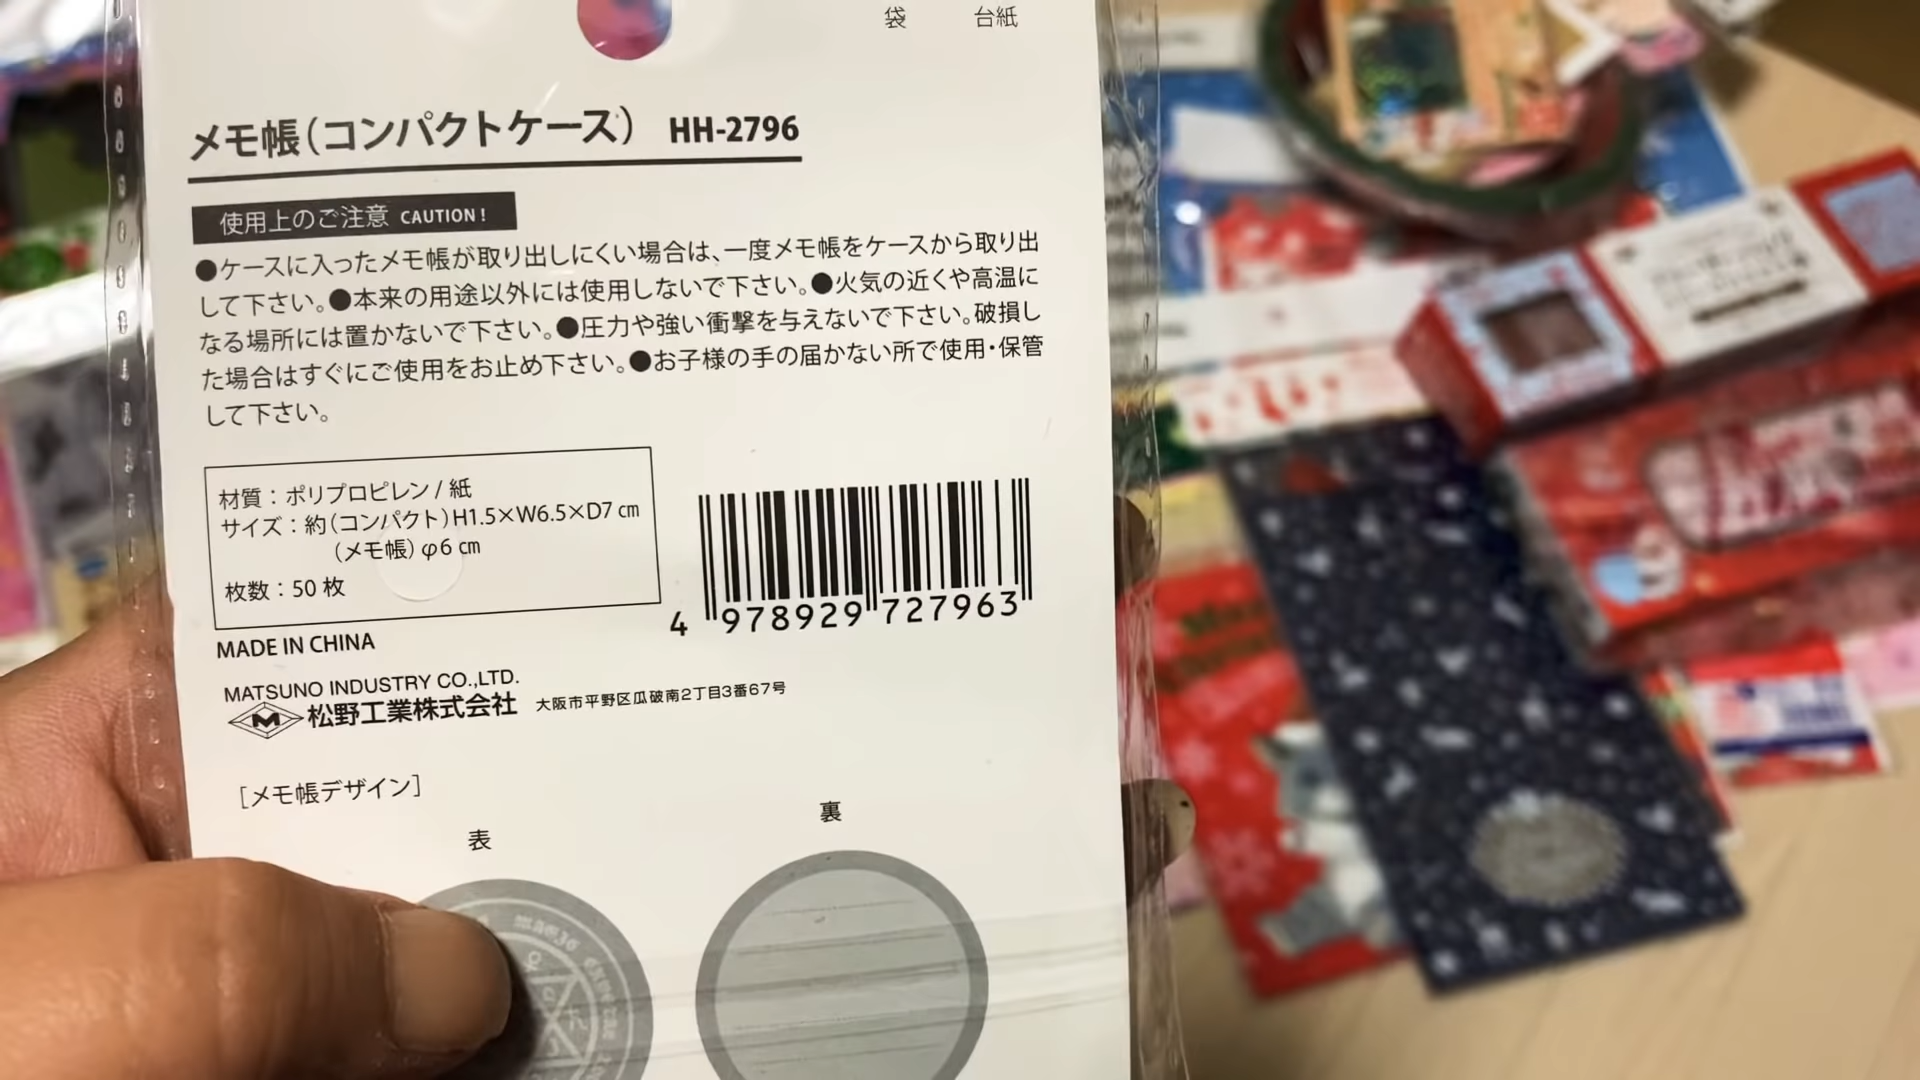 袋 台紙
メモ帳（コンパクトケース） HH-2796
使用上のご注意 CAUTION！
●ケースに入ったメモ帳が取り出しにくい場合は、一度メモ帳をケースから取り出
して下さい。●本来の用途以外には使用しないで下さい。●火気の近くや高温に
なる場所には置かないで下さい。●圧力や強い衝撃を与えないで下さい。破損し
た場合はすぐにご使用をお止め下さい。●お子様の手の届かない所で使用・保管
して下さい。
材質：ポリプロピレン / 紙
サイズ：約（コンパクト）H1.5×W6.5×D7 ㎝
（メモ帳）φ6 ㎝
枚数：50 枚
4 978929 727963
MADE IN CHINA
MATSUNO INDUSTRY CO.,LTD.
M 松野工業株式会社 大阪市平野区瓜破南2丁目3番67号
［メモ帳デザイン］
表 裏